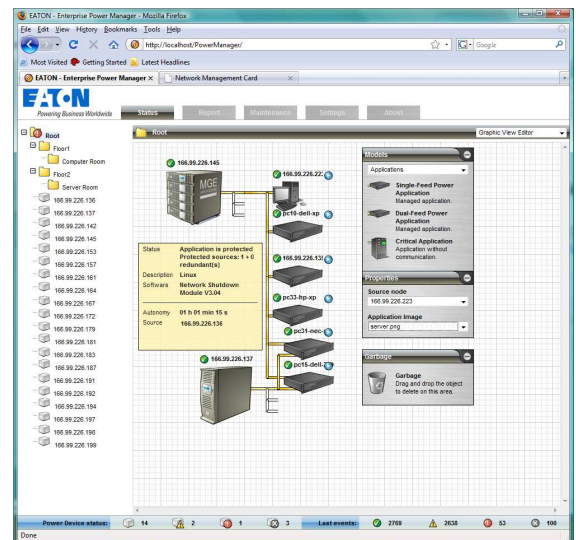 EATON - Enterprise Power Manager - Mozilla Firefox
File Edit View History Bookmarks Tools Help
http://localhost/PowerManager/
Google
Most Visited Getting Started Latest Headlines
EATON - Enterprise Power Manager Network Management Card
EATON
Powering Business Worldwide
Status Report Maintenance Settings About
Root
Floor1
Computer Room
Floor2
Server Room
166.99.226.136
166.99.226.137
166.99.226.142
166.99.226.145
166.99.226.153
166.99.226.157
166.99.226.161
166.99.226.164
166.99.226.167
166.99.226.172
166.99.226.179
166.99.226.181
166.99.226.183
166.99.226.187
166.99.226.191
166.99.226.192
166.99.226.194
166.99.226.197
166.99.226.198
166.99.226.199
Root
Graphic View Editor
166.99.226.145
MGE
166.99.226.22
pc10-dell-xp
166.99.226.13
pc33-hp-xp
pc31-nec-
pc15-dell-
166.99.226.137
Status Application is protected
Protected sources: 1 + 0
redundant(s)
Description Linux
Software Network Shutdown
Module V3.04
Autonomy 01 h 01 min 15 s
Source 166.99.226.136
Models
Applications
Single-Feed Power
Application
Managed application.
Dual-Feed Power
Application
Managed application.
Critical Application
Application without
communication.
Properties
Source node
166.99.226.223
Application Image
server.png
Garbage
Garbage
Drag and drop the object
to delete on this area.
Power Device status: 14 2 1 3 Last events: 2769 2638 53 100
Done